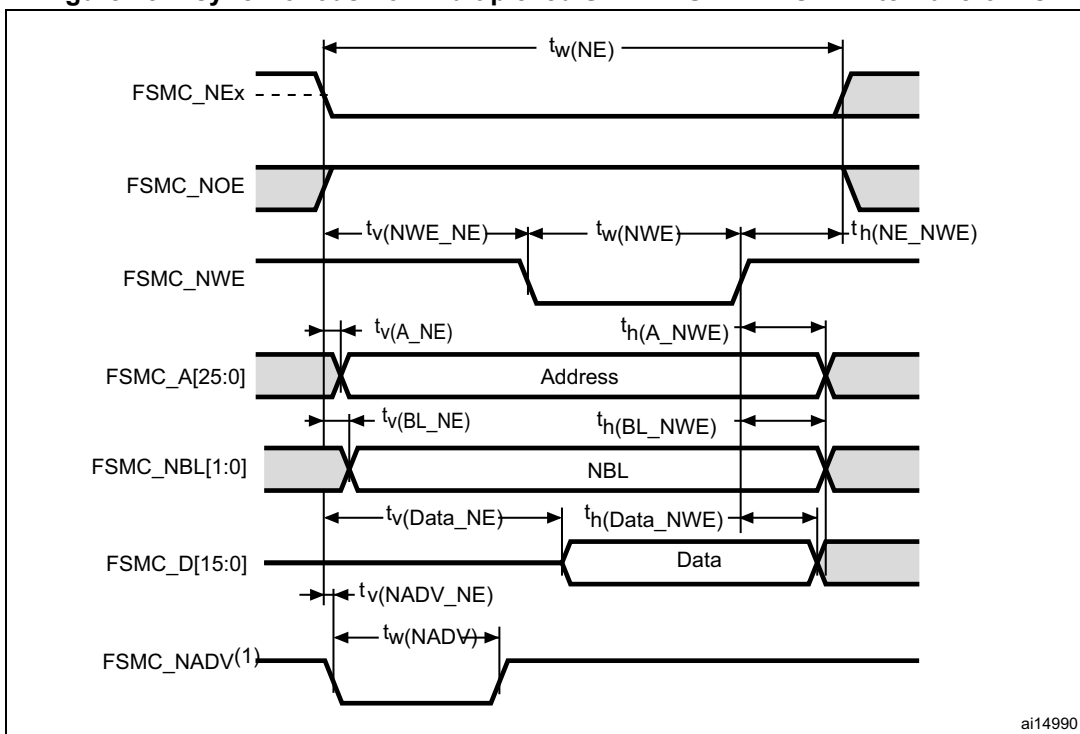 tw(NE)
FSMC_NEx
FSMC_NOE
tv(NWE_NE)
tw(NWE)
th(NE_NWE)
FSMC_NWE
tv(A_NE)
th(A_NWE)
FSMC_A[25:0]
Address
tv(BL_NE)
th(BL_NWE)
FSMC_NBL[1:0]
NBL
tv(Data_NE)
th(Data_NWE)
FSMC_D[15:0]
Data
tv(NADV_NE)
tw(NADV)
FSMC_NADV(1)
ai14990